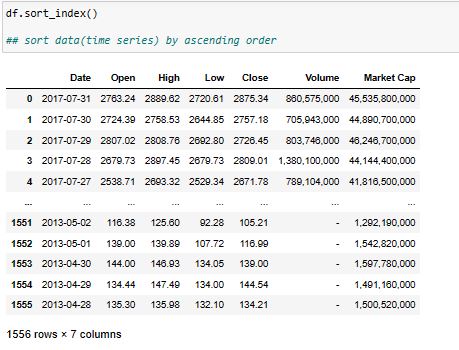 df.sort_index()
## sort data(time series) by ascending order
Date Open High Low Close Volume Market Cap
0 2017-07-31 2763.24 2889.62 2720.61 2875.34 860,575,000 45,535,800,000
1 2017-07-30 2724.39 2758.53 2644.85 2757.18 705,943,000 44,890,700,000
2 2017-07-29 2807.02 2808.76 2692.80 2726.45 803,746,000 46,246,700,000
3 2017-07-28 2679.73 2897.45 2679.73 2809.01 1,380,100,000 44,144,400,000
4 2017-07-27 2538.71 2693.32 2529.34 2671.78 789,104,000 41,816,500,000
... ... ... ... ... ... ... ...
1551 2013-05-02 116.38 125.60 92.28 105.21 - 1,292,190,000
1552 2013-05-01 139.00 139.89 107.72 116.99 - 1,542,820,000
1553 2013-04-30 144.00 146.93 134.05 139.00 - 1,597,780,000
1554 2013-04-29 134.44 147.49 134.00 144.54 - 1,491,160,000
1555 2013-04-28 135.30 135.98 132.10 134.21 - 1,500,520,000
1556 rows × 7 columns